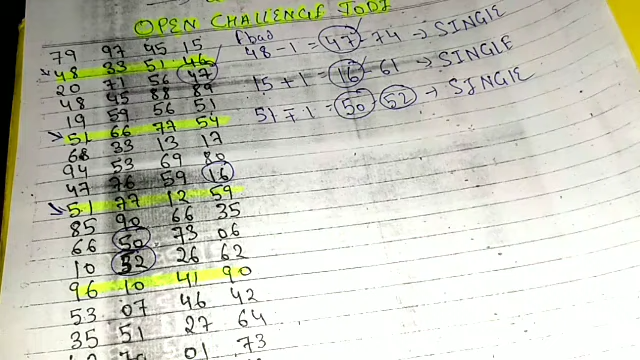 OPEN CHALLENGE JODI
79 97 45 15
48 33 51 46
20 71 56 47
48 45 88 89
19 59 56 51
51 66 77 54
68 33 13 17
94 53 69 80
47 76 59 16
51 77 12 59
85 90 66 35
66 50 73 06
10 52 26 62
96 10 41 90
53 07 46 42
35 51 27 64
01 73
48 - 1 = 47 - 74 → SINGLE
15 + 1 = 16 - 61 → SINGLE
51 ∓ 1 = 50 - 52 → SINGLE